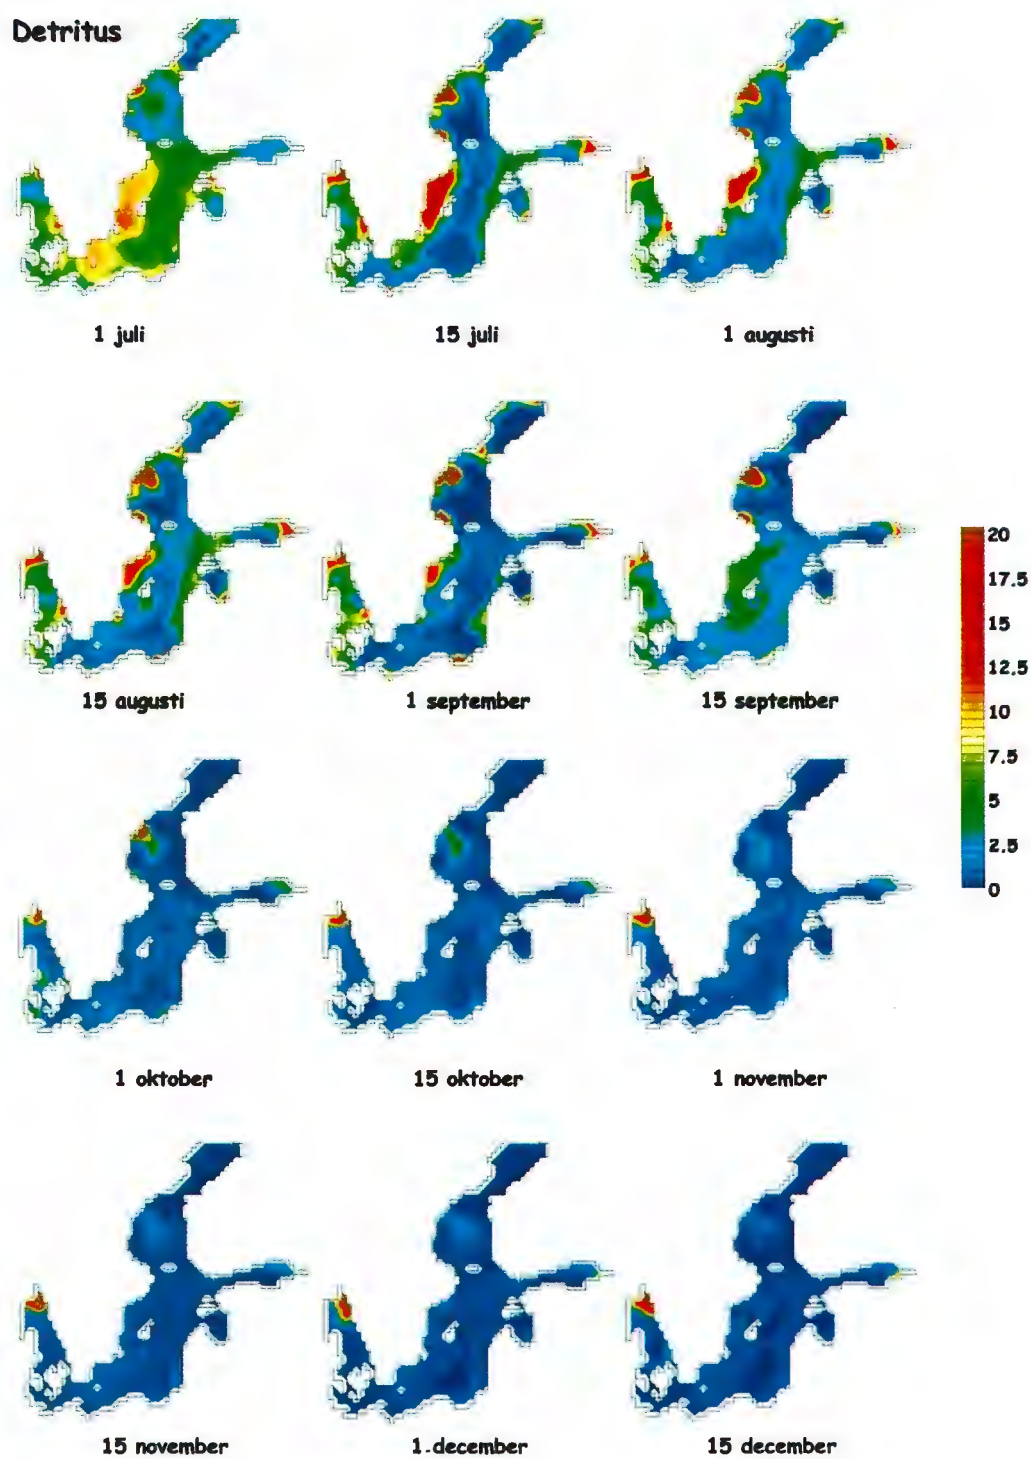 Detritus
1 juli
15 juli
1 augusti
15 augusti
1 september
15 september
20
17.5
15
12.5
10
7.5
5
2.5
0
1 oktober
15 oktober
1 november
15 november
1.december
15 december